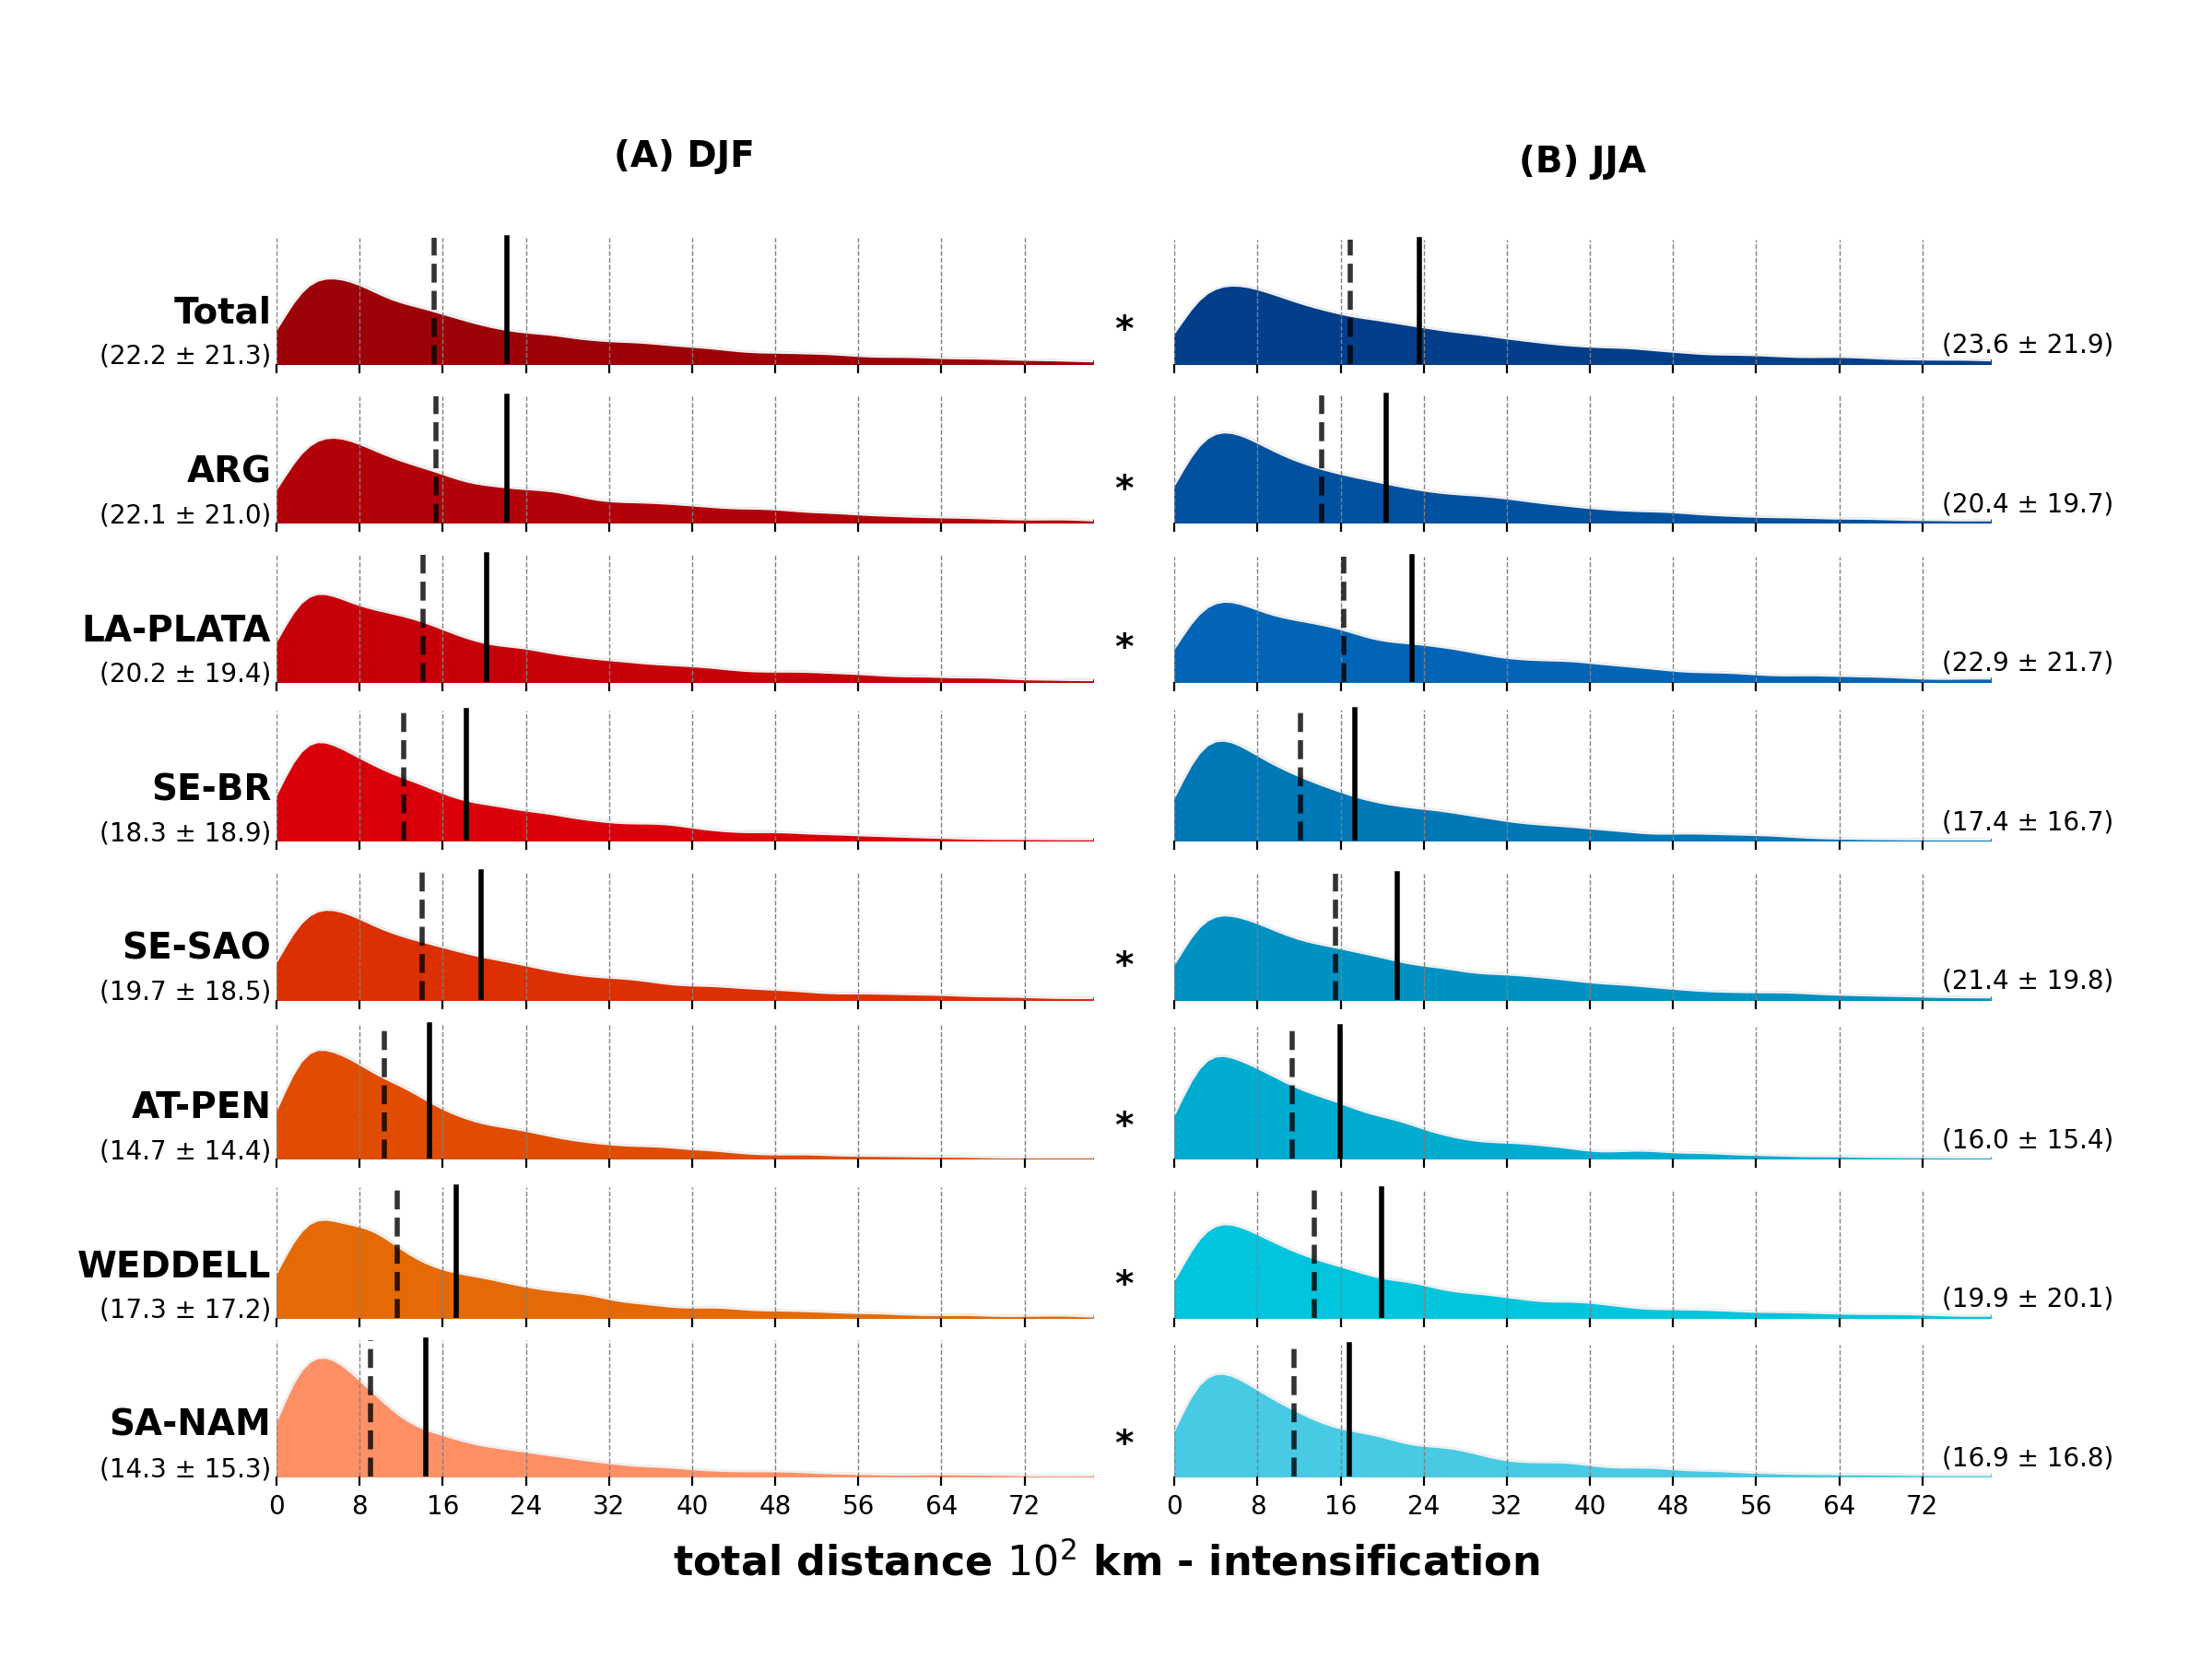 (A) DJF
(B) JJA
Total
(22.2 ± 21.3)
*
(23.6 ± 21.9)
ARG
(22.1 ± 21.0)
*
(20.4 ± 19.7)
LA-PLATA
(20.2 ± 19.4)
*
(22.9 ± 21.7)
SE-BR
(18.3 ± 18.9)
(17.4 ± 16.7)
SE-SAO
(19.7 ± 18.5)
*
(21.4 ± 19.8)
AT-PEN
(14.7 ± 14.4)
*
(16.0 ± 15.4)
WEDDELL
(17.3 ± 17.2)
*
(19.9 ± 20.1)
SA-NAM
(14.3 ± 15.3)
*
(16.9 ± 16.8)
0 8 16 24 32 40 48 56 64 72
0 8 16 24 32 40 48 56 64 72
total distance 10² km - intensification